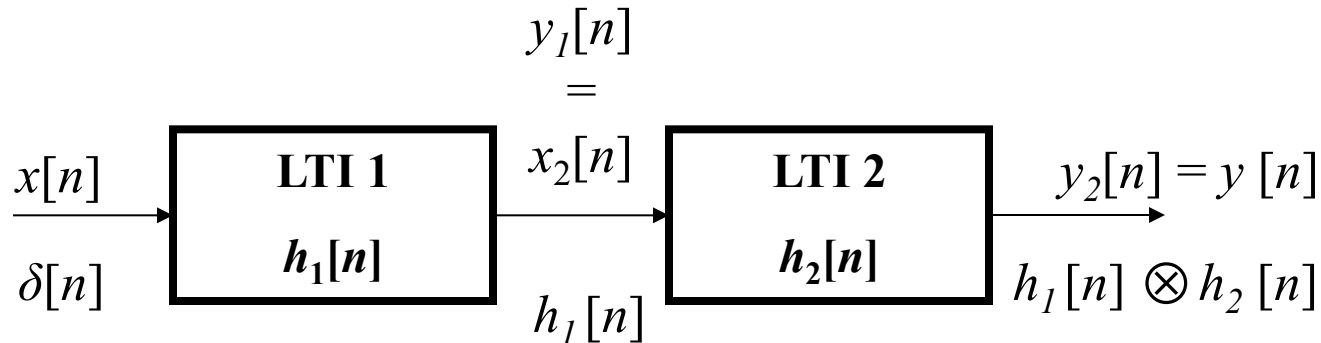 y₁[n]
=
x[n]
LTI 1
x₂[n]
LTI 2
y₂[n] = y [n]
δ[n]
h₁[n]
h₁[n]
h₂[n]
h₁[n] ⊗ h₂ [n]